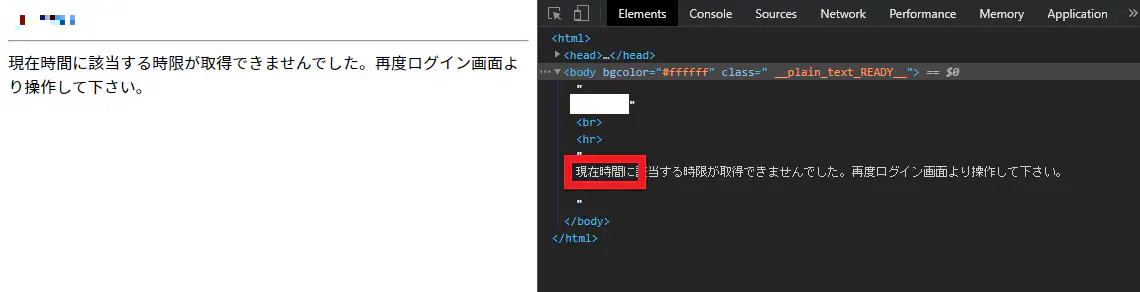 現在時間に該当する時限が取得できませんでした。再度ログイン画面よ
り操作して下さい。
Elements Console Sources Network Performance Memory Application »
<html>
<head>…</head>
<body bgcolor="#ffffff" class=" __plain_text_READY__"> == $0
"
"
<br>
<hr>
"
現在時間に該当する時限が取得できませんでした。再度ログイン画面より操作して下さい。
"
</body>
</html>